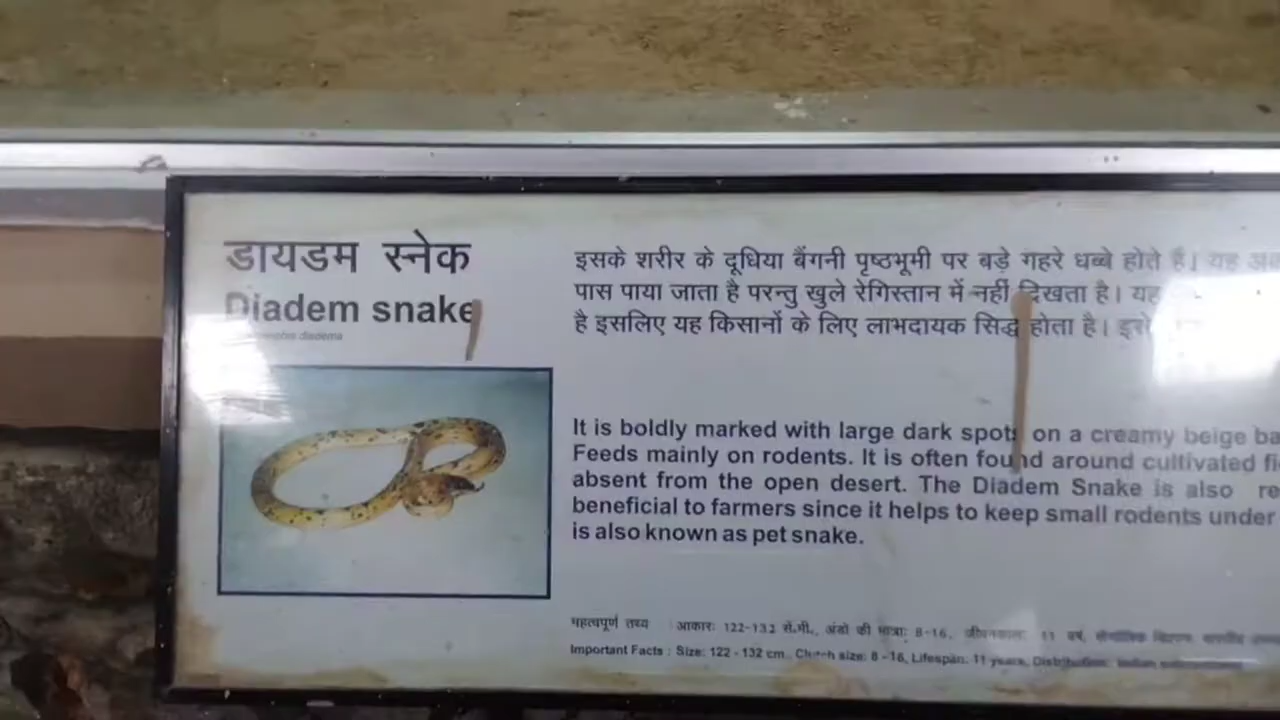 डायडम स्नेक
Diadem snake
diadema
इसके शरीर के दूधिया बैंगनी पृष्ठभूमी पर बड़े गहरे धब्बे होते है। यह
पास पाया जाता है परन्तु खुले रेगिस्तान में नहीं दिखता है। यह
है इसलिए यह किसानों के लिए लाभदायक सिद्ध होता है।
It is boldly marked with large dark spots on a creamy beige
Feeds mainly on rodents. It is often found around cultivated
absent from the open desert. The Diadem Snake is also
beneficial to farmers since it helps to keep small rodents under
is also known as pet snake.
महत्वपूर्ण तथ्य : आकारः 122-132 सें.मी., अंडो की मात्राः 8-16, जीवनकालः 11 वर्ष,
Important Facts : Size: 122 - 132 cm, Clutch size: 8 - 16, Lifespan: 11 years, Distribution: Indian